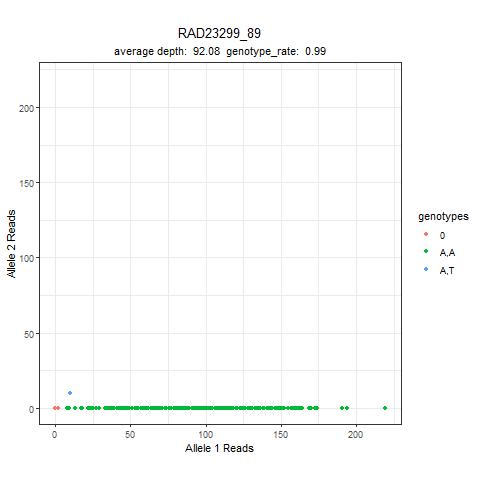 RAD23299_89
average depth:  92.08  genotype_rate:  0.99
Allele 2 Reads
200
150
100
50
0
0
50
100
150
200
Allele 1 Reads
genotypes
0
A,A
A,T